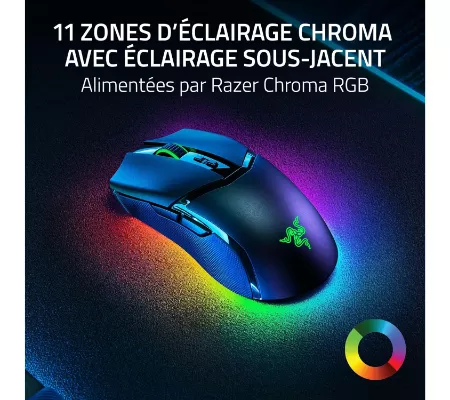 11 ZONES D’ÉCLAIRAGE CHROMA
AVEC ÉCLAIRAGE SOUS-JACENT
Alimentées par Razer Chroma RGB